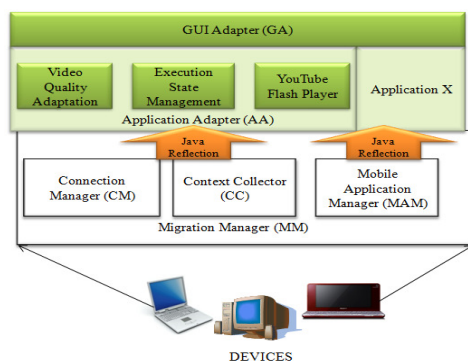 GUI Adapter (GA)
Video
Quality
Adaptation
Execution
State
Management
YouTube
Flash Player
Application X
Application Adapter (AA)
Java
Reflection
Java
Reflection
Connection
Manager (CM)
Context
Collector
(CC)
Mobile
Application
Manager (MAM)
Migration Manager (MM)
DEVICES